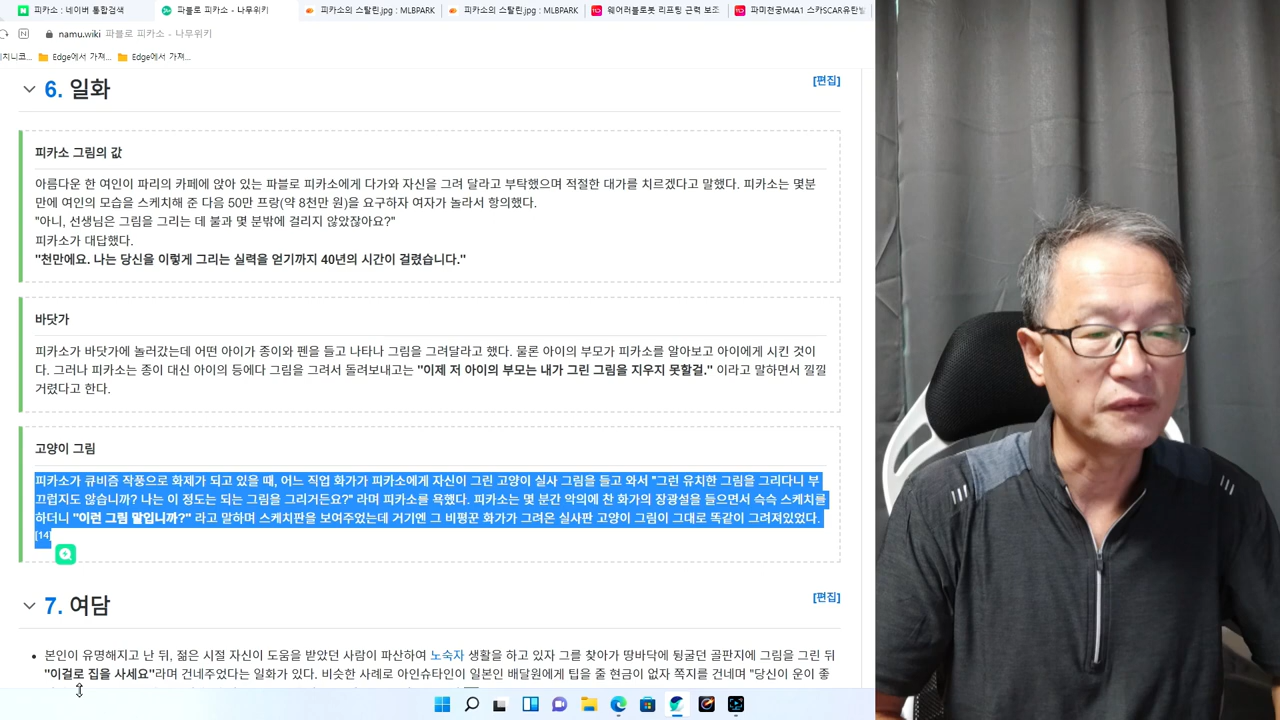 피카소 : 네이버 통합검색
파블로 피카소 - 나무위키
피카소의 스탈린.jpg : MLBPARK
피카소의 스탈린.jpg : MLBPARK
웨어러블로봇 리프팅 근력 보조
파미전궁M4A1 스카SCAR유탄발
namu.wiki 파블로 피카소 - 나무위키
치니코... Edge에서 가져... Edge에서 가져...
6. 일화
[편집]
피카소 그림의 값
아름다운 한 여인이 파리의 카페에 앉아 있는 파블로 피카소에게 다가와 자신을 그려 달라고 부탁했으며 적절한 대가를 치르겠다고 말했다. 피카소는 몇분
만에 여인의 모습을 스케치해 준 다음 50만 프랑(약 8천만 원)을 요구하자 여자가 놀라서 항의했다.
"아니, 선생님은 그림을 그리는 데 불과 몇 분밖에 걸리지 않았잖아요?"
피카소가 대답했다.
"천만에요. 나는 당신을 이렇게 그리는 실력을 얻기까지 40년의 시간이 걸렸습니다."
바닷가
피카소가 바닷가에 놀러갔는데 어떤 아이가 종이와 펜을 들고 나타나 그림을 그려달라고 했다. 물론 아이의 부모가 피카소를 알아보고 아이에게 시킨 것이
다. 그러나 피카소는 종이 대신 아이의 등에다 그림을 그려서 돌려보내고는 "이제 저 아이의 부모는 내가 그린 그림을 지우지 못할걸." 이라고 말하면서 낄낄
거렸다고 한다.
고양이 그림
피카소가 큐비즘 작풍으로 화제가 되고 있을 때, 어느 직업 화가가 피카소에게 자신이 그린 고양이 실사 그림을 들고 와서 "그런 유치한 그림을 그리다니 부
끄럽지도 않습니까? 나는 이 정도는 되는 그림을 그리거든요?" 라며 피카소를 욕했다. 피카소는 몇 분간 악의에 찬 화가의 장광설을 들으면서 슥슥 스케치를
하더니 "이런 그림 말입니까?" 라고 말하며 스케치판을 보여주었는데 거기엔 그 비평꾼 화가가 그려온 실사판 고양이 그림이 그대로 똑같이 그려져있었다.
[14]
7. 여담
[편집]
본인이 유명해지고 난 뒤, 젊은 시절 자신이 도움을 받았던 사람이 파산하여 노숙자 생활을 하고 있자 그를 찾아가 땅바닥에 뒹굴던 골판지에 그림을 그린 뒤
"이걸로 집을 사세요"라며 건네주었다는 일화가 있다. 비슷한 사례로 아인슈타인이 일본인 배달원에게 팁을 줄 현금이 없자 쪽지를 건네며 "당신이 운이 좋